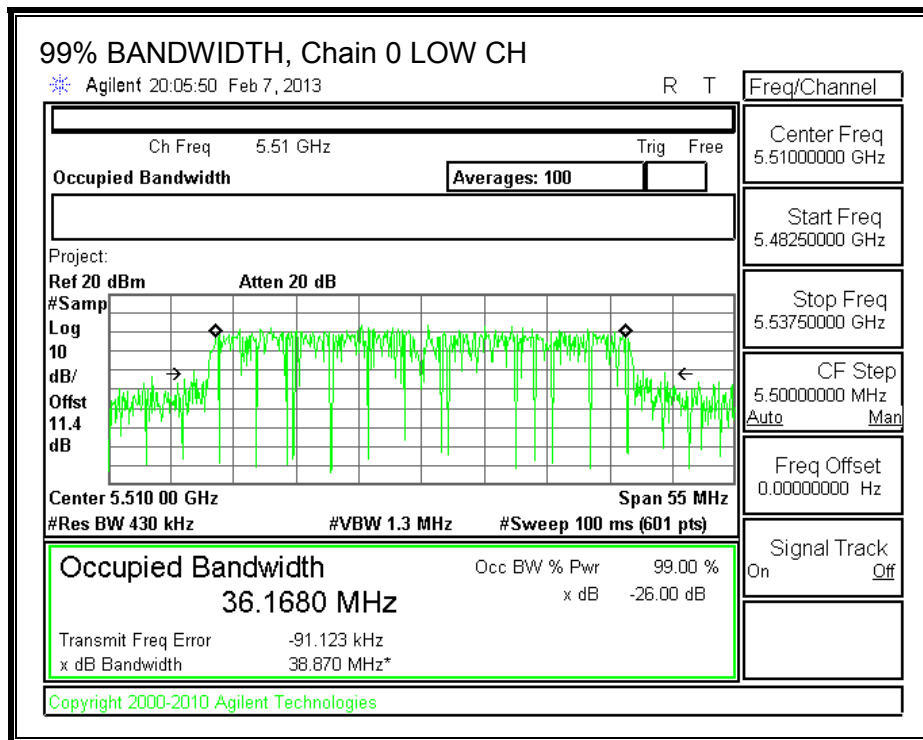 99% BANDWIDTH, Chain 0 LOW CH
Agilent 20:05:50 Feb 7, 2013 R T
Freq/Channel
Ch Freq 5.51 GHz Trig Free
Occupied Bandwidth Averages: 100
Center Freq
5.51000000 GHz
Start Freq
5.48250000 GHz
Stop Freq
5.53750000 GHz
CF Step
5.50000000 MHz
Auto Man
Freq Offset
0.00000000 Hz
Signal Track
On Off
Project:
Ref 20 dBm Atten 20 dB
#Samp
Log
10
dB/
Offst
11.4
dB
Center 5.510 00 GHz Span 55 MHz
#Res BW 430 kHz #VBW 1.3 MHz #Sweep 100 ms (601 pts)
Occupied Bandwidth Occ BW % Pwr 99.00 %
36.1680 MHz x dB -26.00 dB
Transmit Freq Error -91.123 kHz
x dB Bandwidth 38.870 MHz*
Copyright 2000-2010 Agilent Technologies